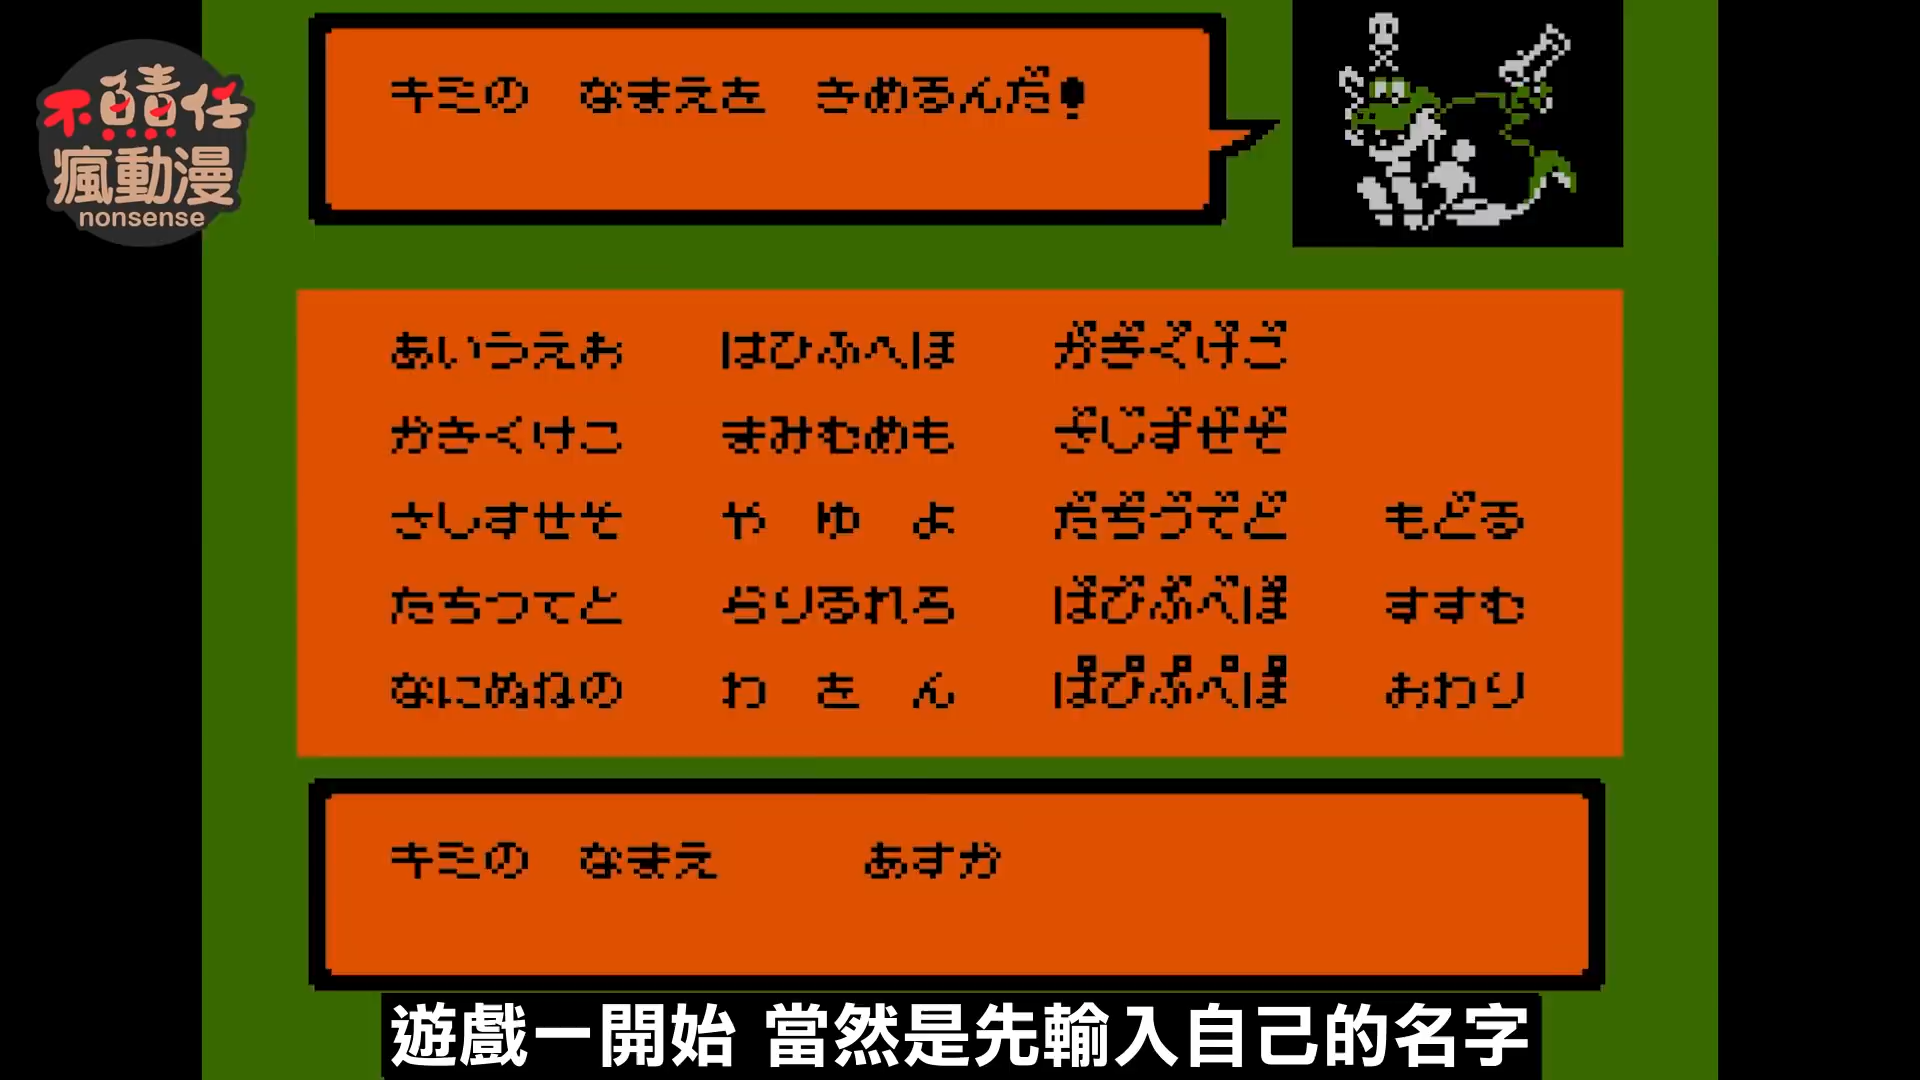 不責任
瘋動漫
nonsense
キミの なまえを きめるんだ!
あいうえお はひふへほ がぎぐげご
かきくけこ まみむめも ざじずぜぞ
さしすせそ や ゆ よ だぢづでど もどる
たちつてと らりるれろ ばびぶべぼ すすむ
なにぬねの わ を ん ぱぴぷぺぽ おわり
キミの なまえ あすか
遊戲一開始 當然是先輸入自己的名字